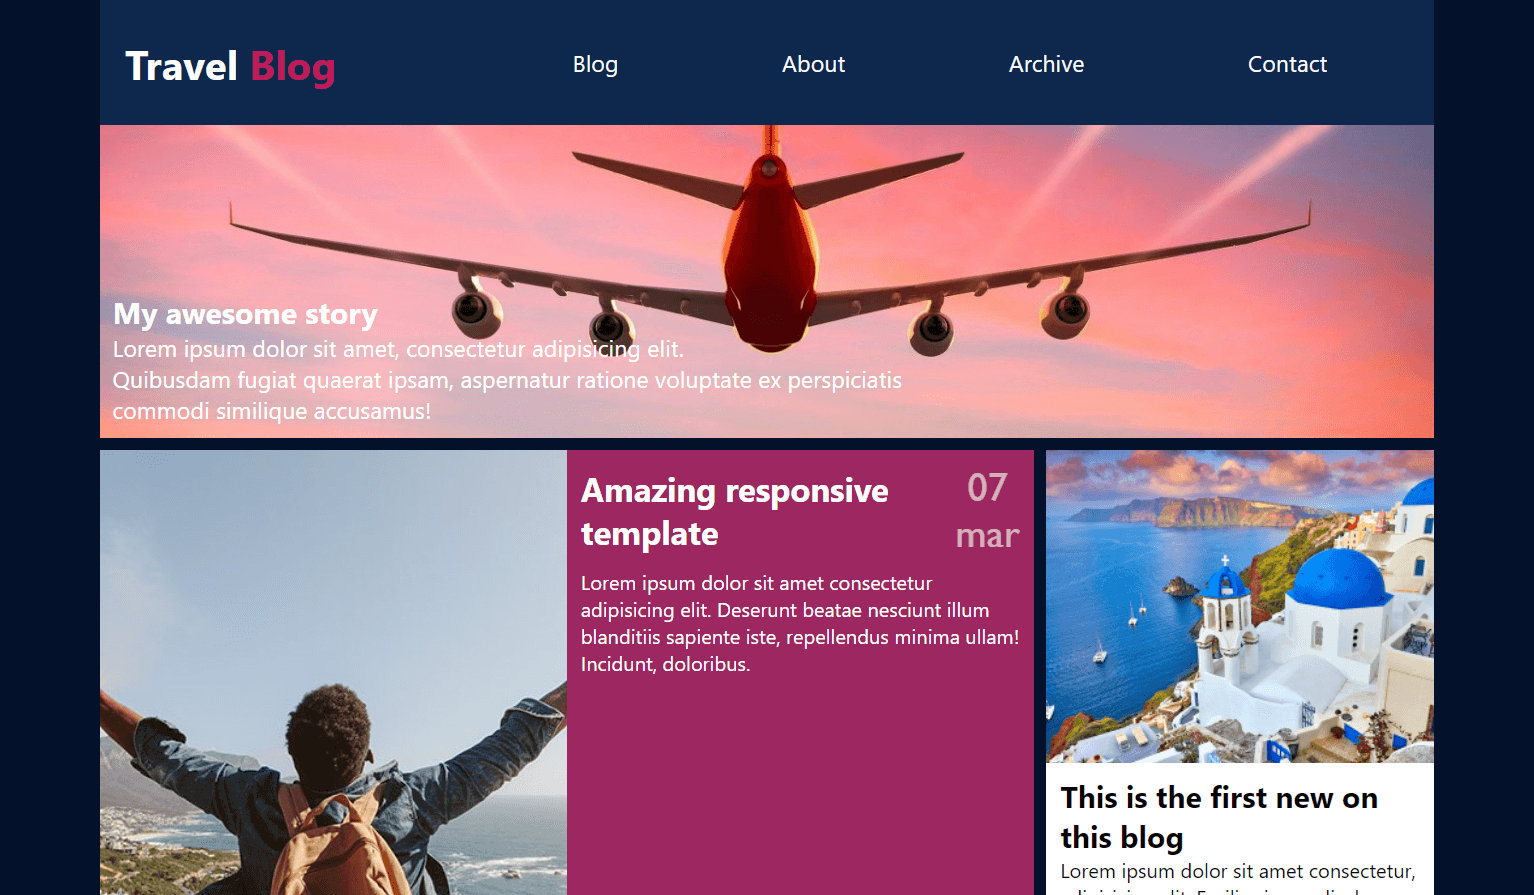 Travel Blog
Blog
About
Archive
Contact
My awesome story
Lorem ipsum dolor sit amet, consectetur adipisicing elit.
Quibusdam fugiat quaerat ipsam, aspernatur ratione voluptate ex perspiciatis
commodi similique accusamus!
Amazing responsive
template
07
mar
Lorem ipsum dolor sit amet consectetur
adipisicing elit. Deserunt beatae nesciunt illum
blanditiis sapiente iste, repellendus minima ullam!
Incidunt, doloribus.
This is the first new on
this blog
Lorem ipsum dolor sit amet consectetur,